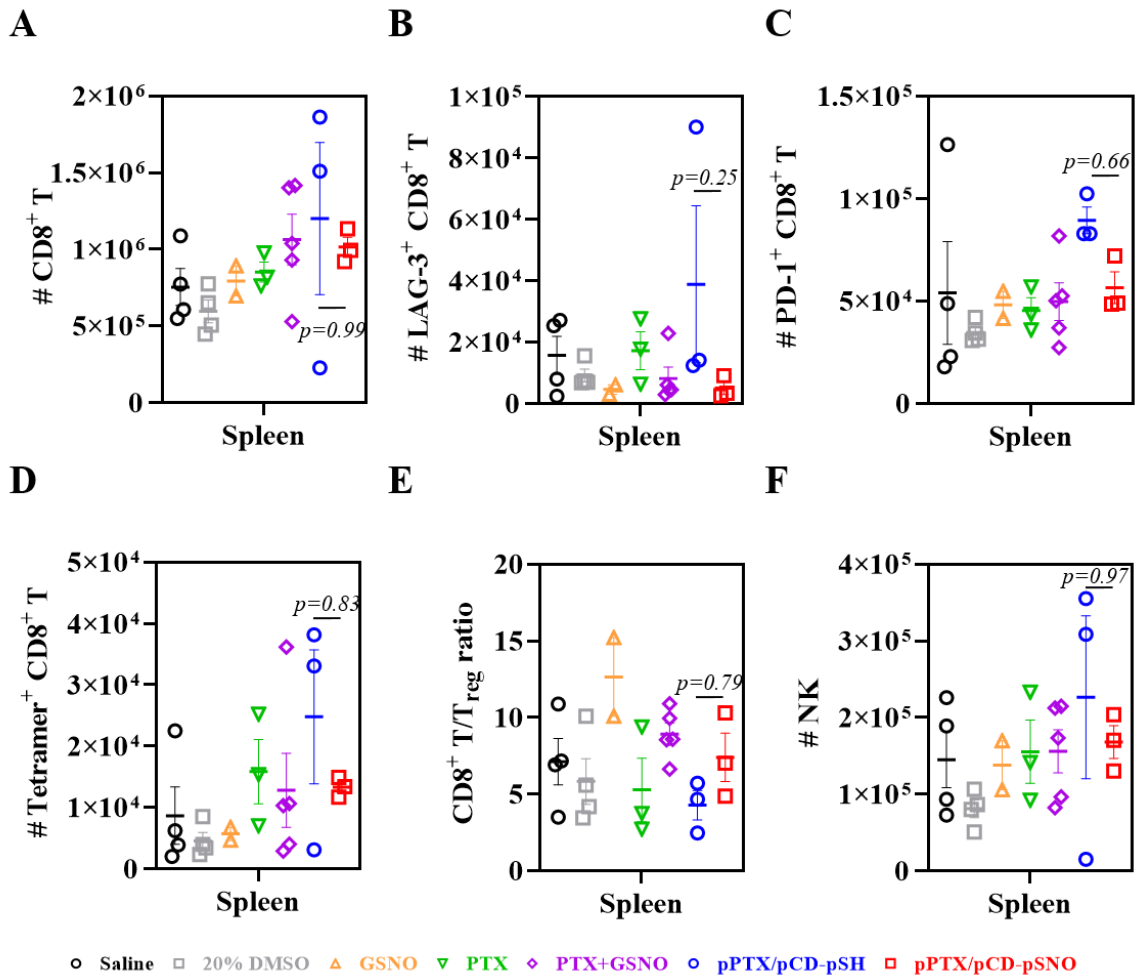 A
B
C
# CD8⁺ T
2×10⁶
1.5×10⁶
1×10⁶
5×10⁵
0
p=0.99
Spleen
# LAG-3⁺ CD8⁺ T
1×10⁵
8×10⁴
6×10⁴
4×10⁴
2×10⁴
0
p=0.25
Spleen
# PD-1⁺ CD8⁺ T
1.5×10⁵
1×10⁵
5×10⁴
0
p=0.66
Spleen
D
E
F
# Tetramer⁺ CD8⁺ T
5×10⁴
4×10⁴
3×10⁴
2×10⁴
1×10⁴
0
p=0.83
Spleen
CD8⁺ T/Treg ratio
20
15
10
5
0
p=0.79
Spleen
# NK
4×10⁵
3×10⁵
2×10⁵
1×10⁵
0
p=0.97
Spleen
Saline 20% DMSO GSNO PTX PTX+GSNO pPTX/pCD-pSH pPTX/pCD-pSNO